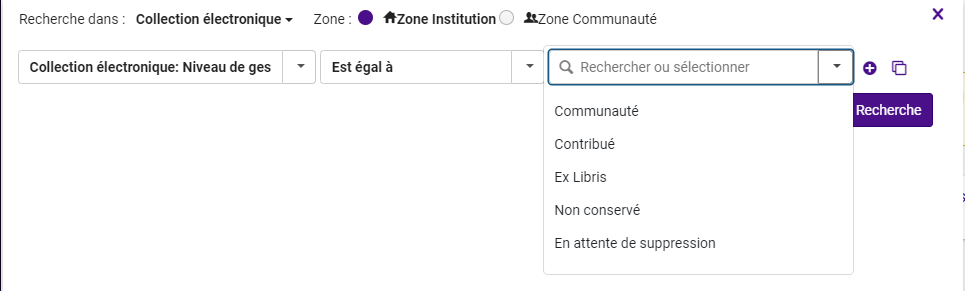 Recherche dans : Collection électronique Zone : Zone Institution Zone Communauté
Collection électronique: Niveau de ges Est égal à Rechercher ou sélectionner
Communauté
Recherche
Contribué
Ex Libris
Non conservé
En attente de suppression